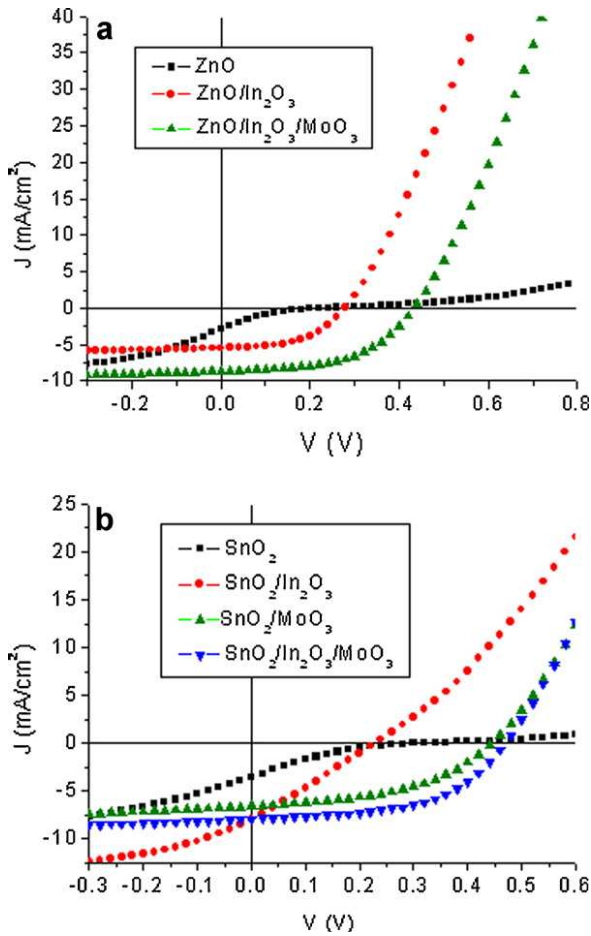 a
40
35
30
25
20
15
10
5
0
-5
-10
J (mA/cm²)
ZnO
ZnO/In₂O₃
ZnO/In₂O₃/MoO₃
-0.2 0.0 0.2 0.4 0.6 0.8
V (V)
b
25
20
15
10
5
0
-5
-10
J (mA/cm²)
SnO₂
SnO₂/In₂O₃
SnO₂/MoO₃
SnO₂/In₂O₃/MoO₃
-0.3 -0.2 -0.1 0.0 0.1 0.2 0.3 0.4 0.5 0.6
V (V)